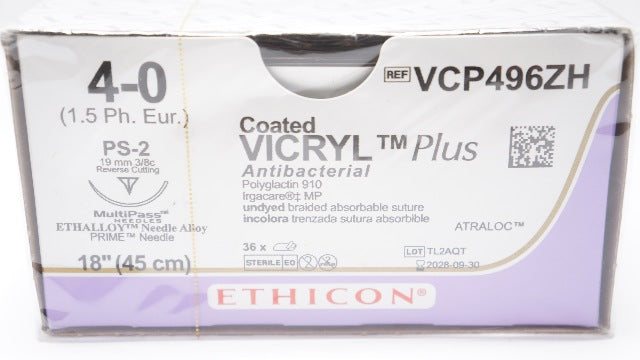 4-0
(1.5 Ph. Eur.)
PS-2
19 mm 3/8c
Reverse Cutting
MultiPass™
NEEDLES
ETHALLOY™ Needle Alloy
PRIME™ Needle
18" (45 cm)
REF VCP496ZH
Coated
VICRYL™ Plus
Antibacterial
Polyglactin 910
Irgacare®‡ MP
undyed braided absorbable suture
incolora trenzada sutura absorbible
ATRALOC™
36 x
STERILE EO
LOT TL2AQT
2028-09-30
ETHICON®